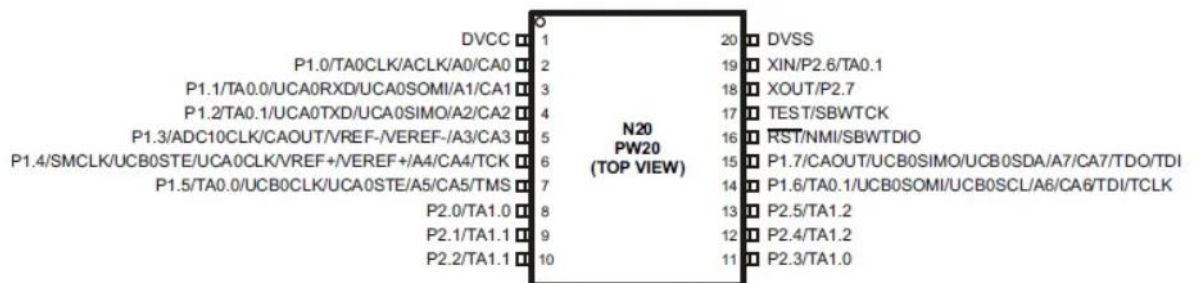 DVCC 1 20 DVSS
P1.0/TA0CLK/ACLK/A0/CA0 2 19 XIN/P2.6/TA0.1
P1.1/TA0.0/UCA0RXD/UCA0SOMI/A1/CA1 3 18 XOUT/P2.7
P1.2/TA0.1/UCA0TXD/UCA0SIMO/A2/CA2 4 17 TEST/SBWTCK
P1.3/ADC10CLK/CAOUT/VREF-/VEREF-/A3/CA3 5 16 RST/NMI/SBWTDIO
P1.4/SMCLK/UCB0STE/UCA0CLK/VREF+/VEREF+/A4/CA4/TCK 6 15 P1.7/CAOUT/UCB0SIMO/UCB0SDA/A7/CA7/TDO/TDI
P1.5/TA0.0/UCB0CLK/UCA0STE/A5/CA5/TMS 7 14 P1.6/TA0.1/UCB0SOMI/UCB0SCL/A6/CA6/TDI/TCLK
P2.0/TA1.0 8 13 P2.5/TA1.2
P2.1/TA1.1 9 12 P2.4/TA1.2
P2.2/TA1.1 10 11 P2.3/TA1.0
N20
PW20
(TOP VIEW)